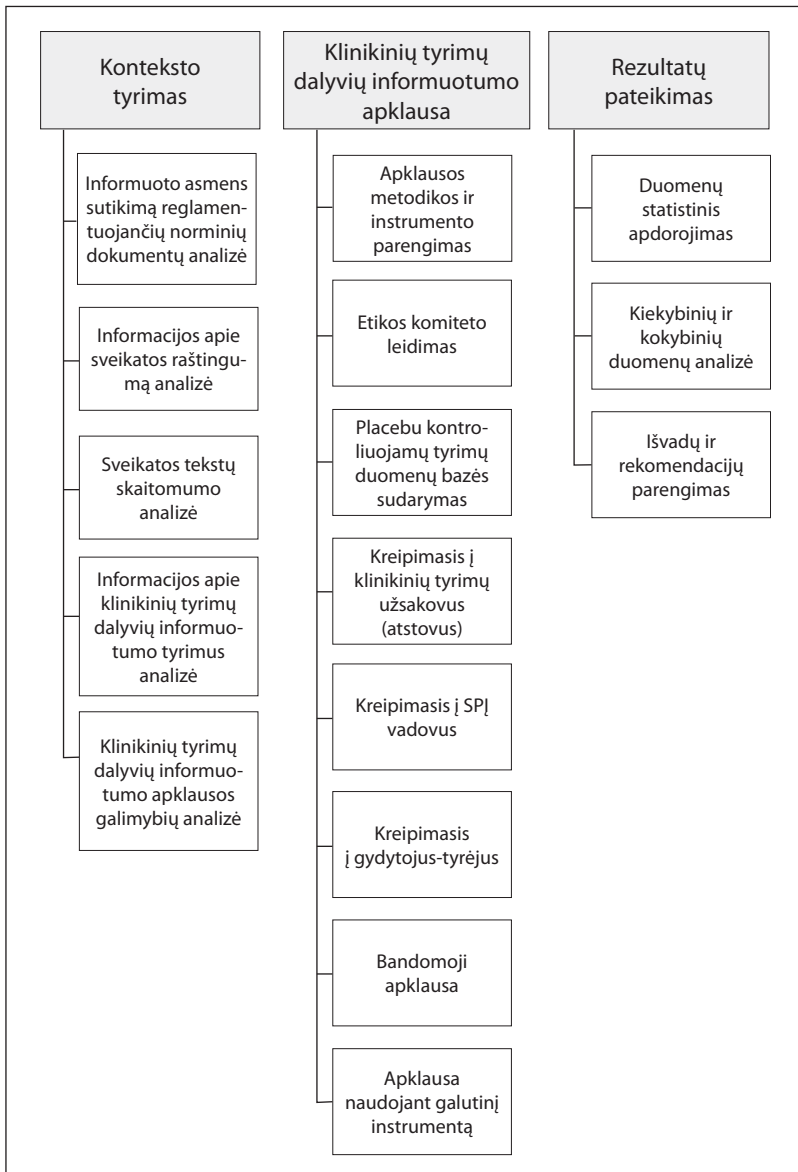 Konteksto
tyrimas
Informuoto asmens
sutikimą reglamen-
tuojančių norminių
dokumentų analizė
Informacijos apie
sveikatos raštingu-
mą analizė
Sveikatos tekstų
skaitomumo
analizė
Informacijos apie
klinikinių tyrimų
dalyvių informuo-
tumo tyrimus
analizė
Klinikinių tyrimų
dalyvių informuo-
tumo apklausos
galimybių analizė
Klinikinių tyrimų
dalyvių informuotumo
apklausa
Apklausos
metodikos ir
instrumento
parengimas
Etikos komiteto
leidimas
Placebu kontro-
liuojamų tyrimų
duomenų bazės
sudarymas
Kreipimasis į
klinikinių tyrimų
užsakovus
(atstovus)
Kreipimasis į SPĮ
vadovus
Kreipimasis
į gydytojus-tyrėjus
Bandomoji
apklausa
Apklausa
naudojant galutinį
instrumentą
Rezultatų
pateikimas
Duomenų
statistinis
apdorojimas
Kiekybinių ir
kokybinių
duomenų analizė
Išvadų ir
rekomendacijų
parengimas